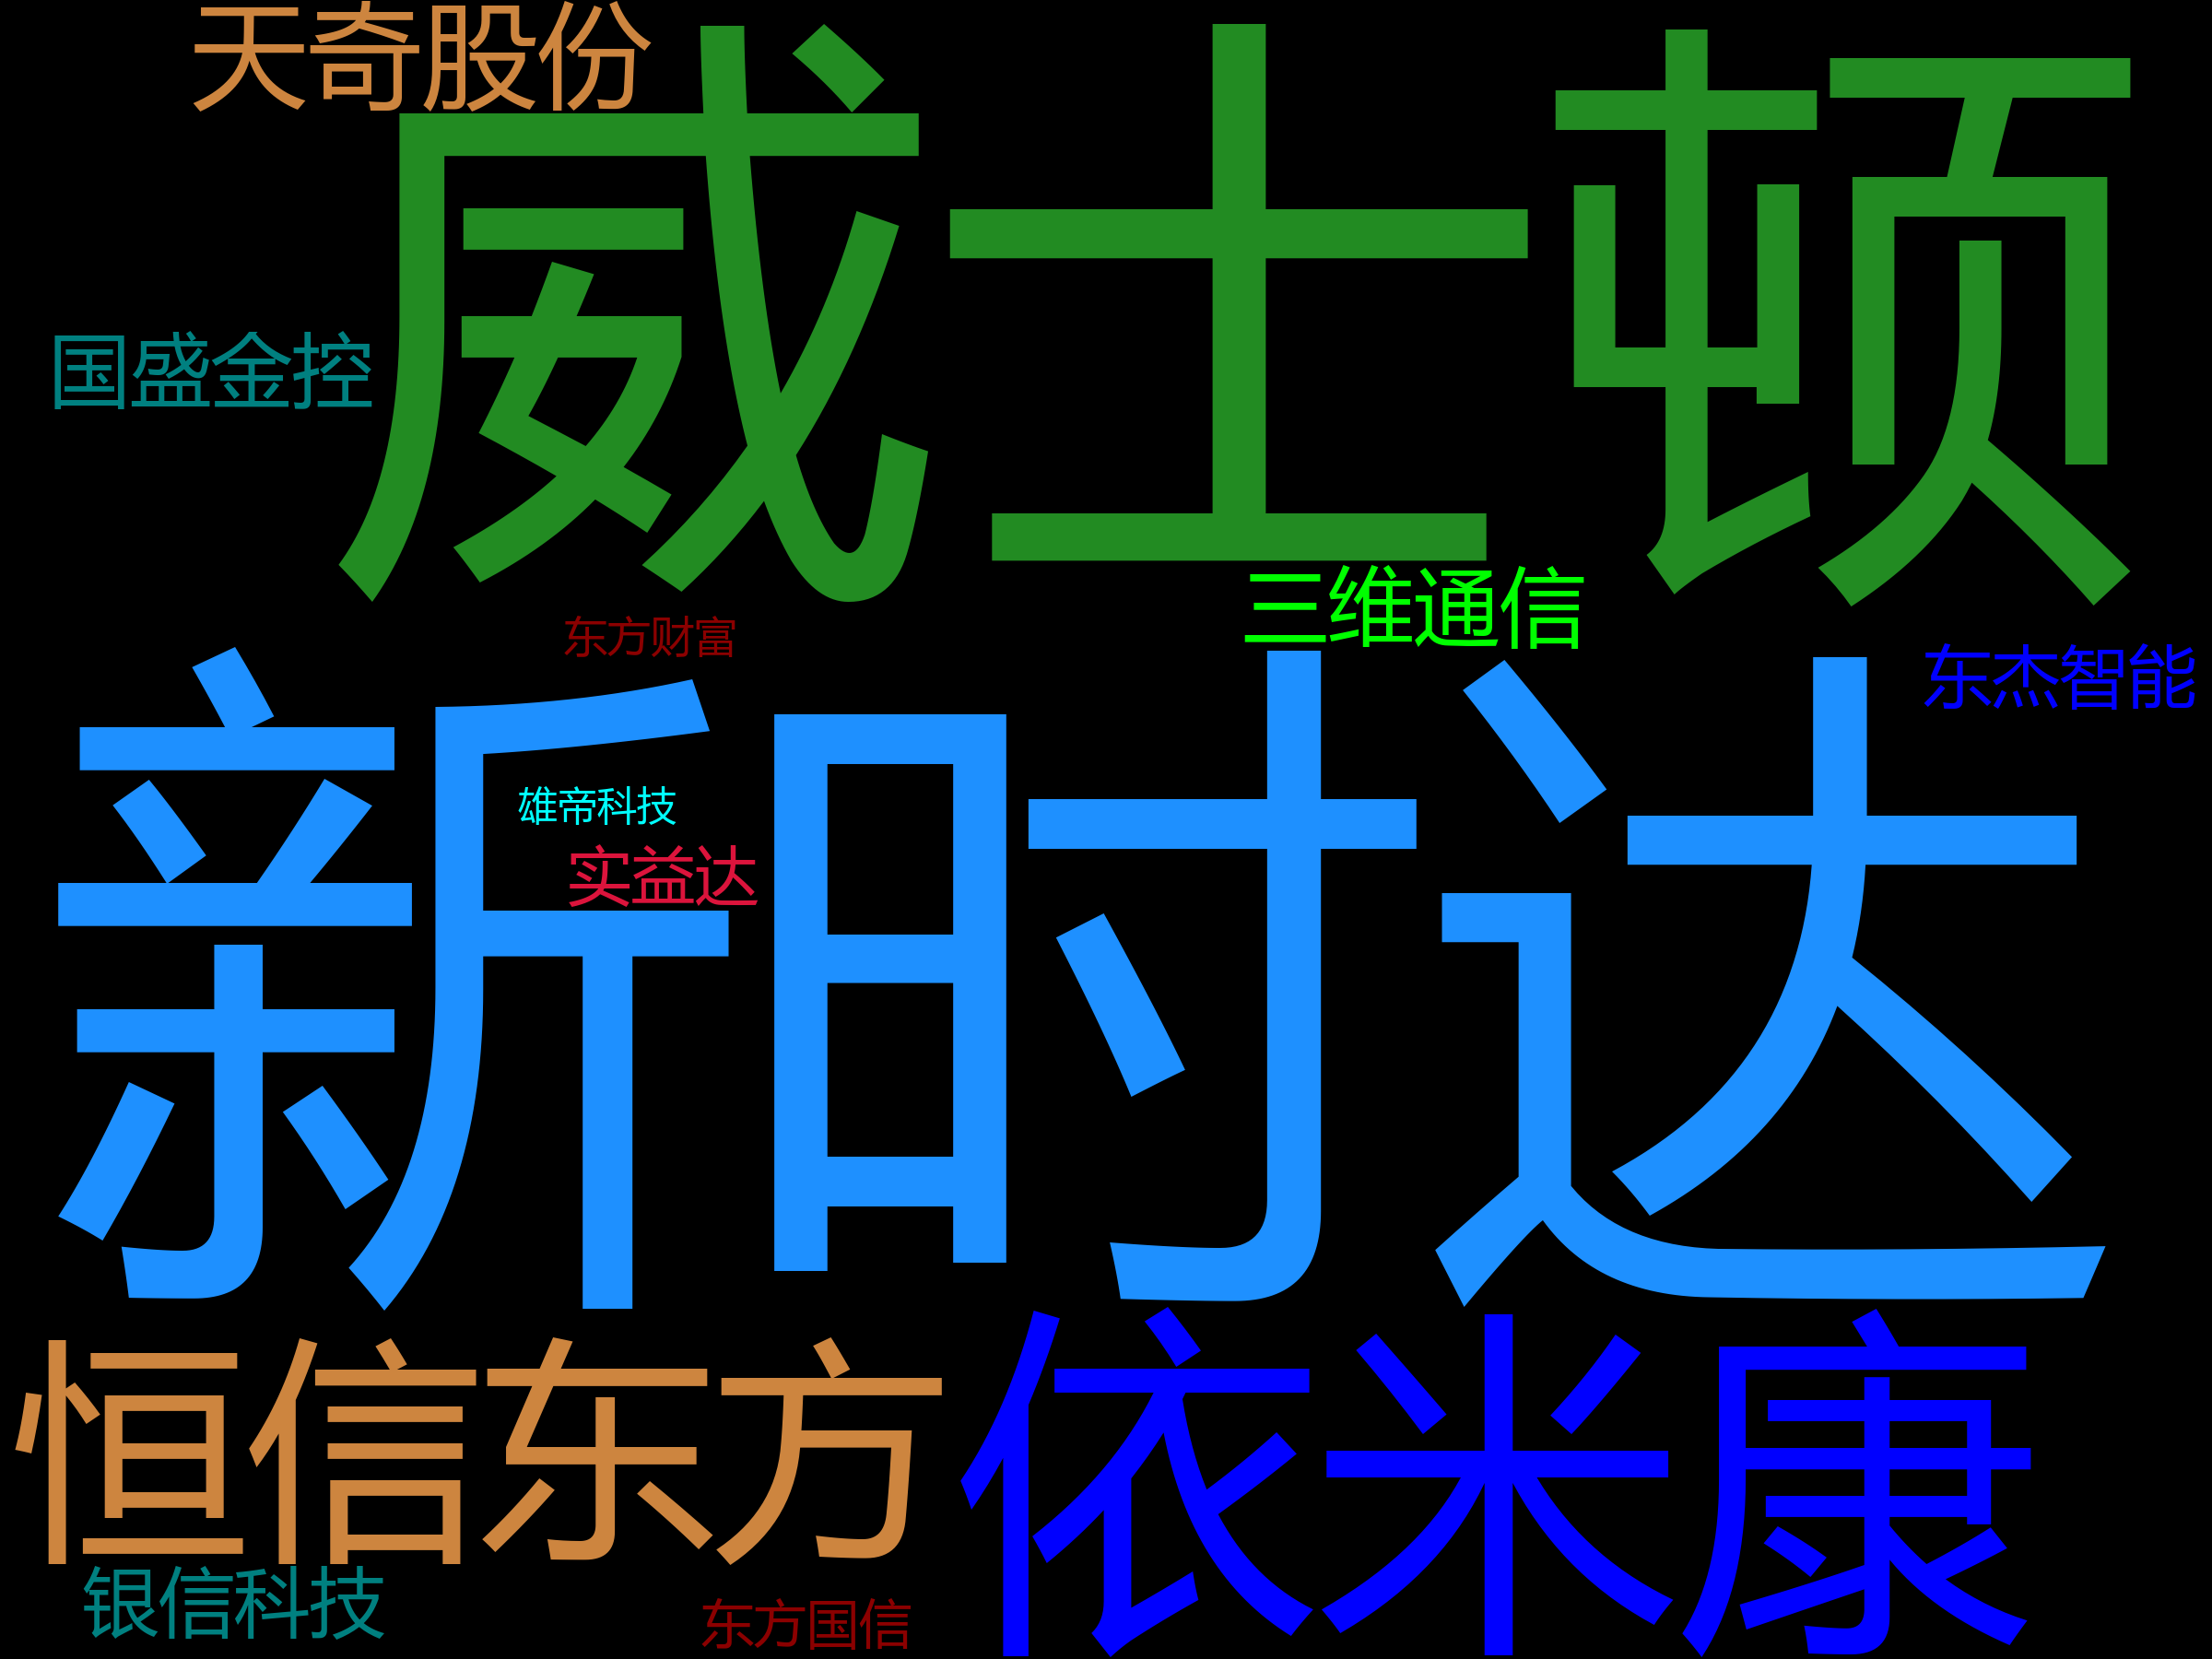 天奇股份
威士顿
国盛金控
三维通信
东方财富
东杰智能
新时达
雄帝科技
实益达
恒信东方
依米康
银信科技
东方国信